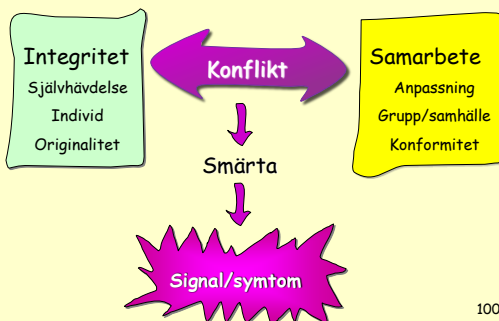 Integritet
Självhävdelse
Individ
Originalitet
Konflikt
Samarbete
Anpassning
Grupp/samhälle
Konformitet
Smärta
Signal/symtom
100